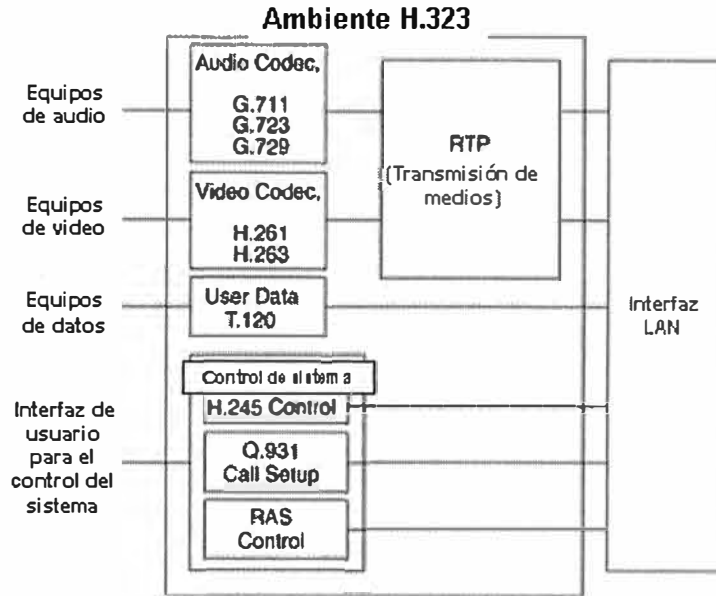 Ambiente H.323
Equipos
de audio
Audio Codec,
G.711
G.723
G.729
RTP
(Transmisión de
medios)
Equipos
de video
Video Codec,
H.261
H.263
Equipos
de datos
User Data
T.120
Interfaz
LAN
Interfaz de
usuario
para el
control del
sistema
Control de sistema
H.245 Control
Q.931
Call Setup
RAS
Control